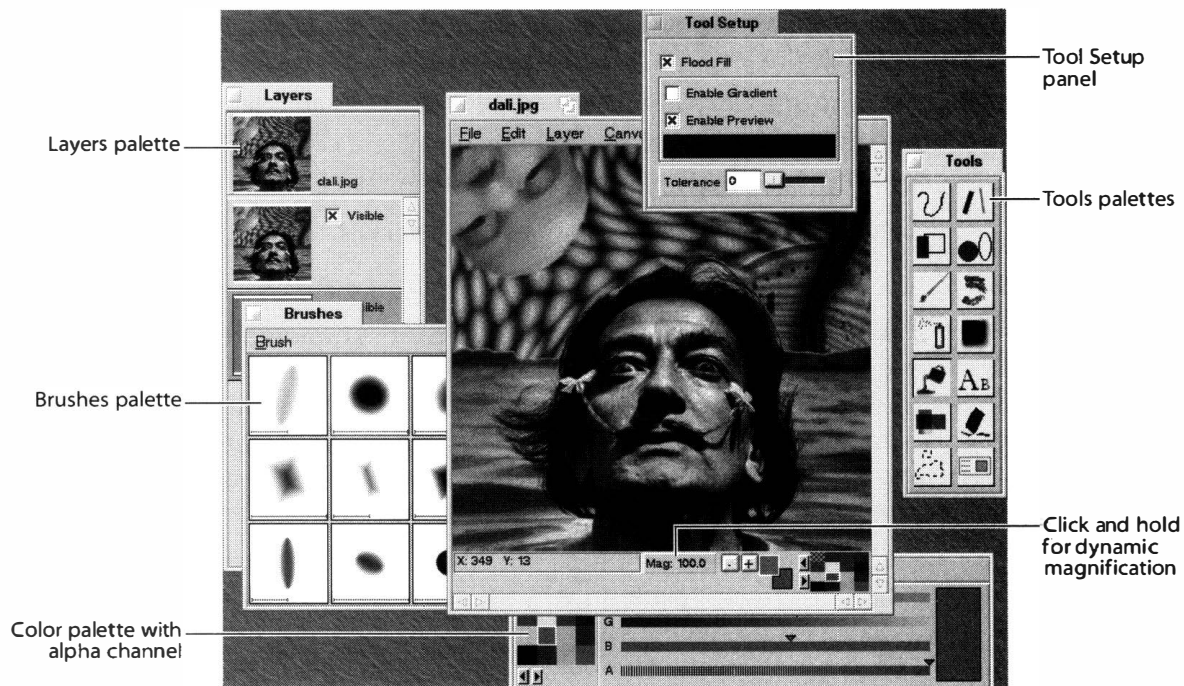 Tool Setup
Flood Fill
Enable Gradient
Enable Preview
Tolerance 0
Tool Setup
panel
Layers
dali.jpg
Visible
Layers palette
dali.jpg
File Edit Layer
Tools
Tools palettes
Brushes
Brush
Brushes palette
X: 349 Y: 13
Mag: 100.0
- +
Click and hold
for dynamic
magnification
Color palette with
alpha channel
G
B
A
AB